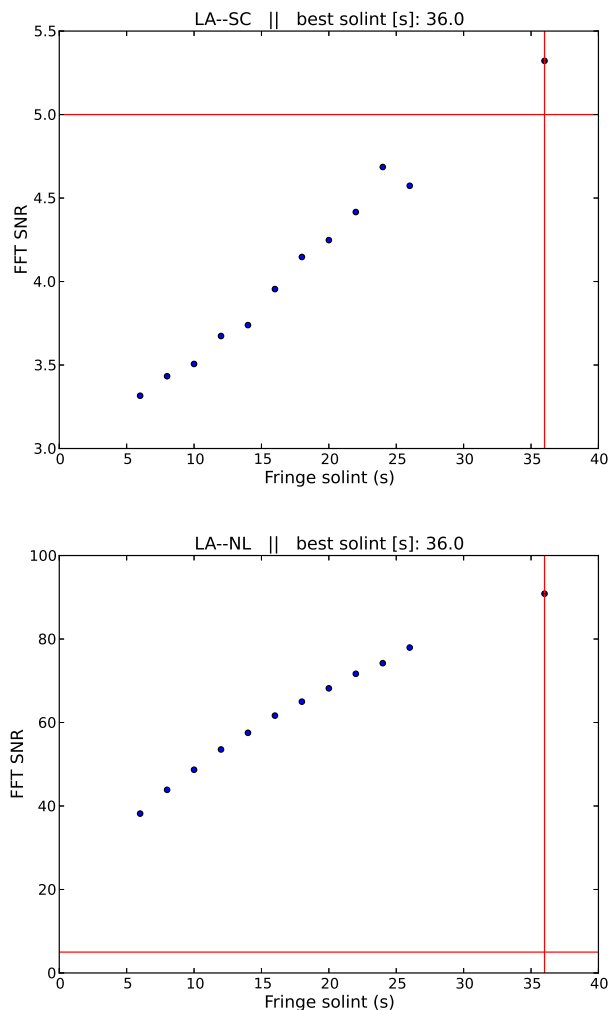 LA--SC || best solint [s]: 36.0
5.5
5.0
4.5
4.0
3.5
3.0
FFT SNR
0 5 10 15 20 25 30 35 40
Fringe solint (s)
LA--NL || best solint [s]: 36.0
100
80
60
40
20
0
FFT SNR
0 5 10 15 20 25 30 35 40
Fringe solint (s)